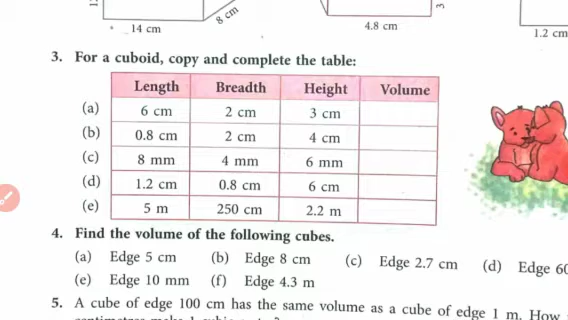 14 cm
8 cm
4.8 cm
3
1.2 cm
3. For a cuboid, copy and complete the table:
Length Breadth Height Volume
(a) 6 cm 2 cm 3 cm
(b) 0.8 cm 2 cm 4 cm
(c) 8 mm 4 mm 6 mm
(d) 1.2 cm 0.8 cm 6 cm
(e) 5 m 250 cm 2.2 m
4. Find the volume of the following cubes.
(a) Edge 5 cm (b) Edge 8 cm (c) Edge 2.7 cm (d) Edge 60
(e) Edge 10 mm (f) Edge 4.3 m
5. A cube of edge 100 cm has the same volume as a cube of edge 1 m. How